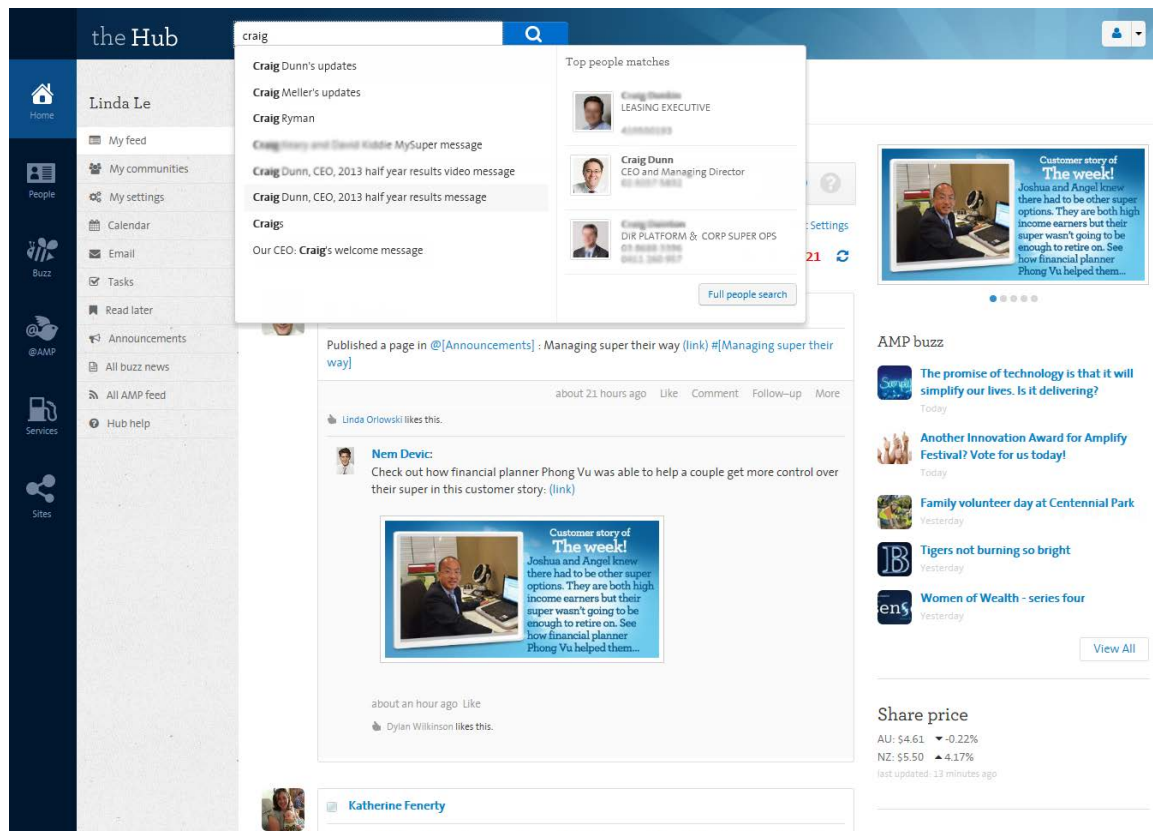 the Hub
craig
Home
People
Buzz
@AMP
Services
Sites
Linda Le
My feed
My communities
My settings
Calendar
Email
Tasks
Read later
Announcements
All buzz news
All AMP feed
Hub help
Craig Dunn's updates
Craig Meller's updates
Craig Ryman
MySuper message
Craig Dunn, CEO, 2013 half year results video message
Craig Dunn, CEO, 2013 half year results message
Craigs
Our CEO: Craig's welcome message
Top people matches
LEASING EXECUTIVE
Craig Dunn
CEO and Managing Director
DIR PLATFORM & CORP SUPER OPS
Full people search
Settings
21
Published a page in @[Announcements] : Managing super their way (link) #[Managing super their
way]
about 21 hours ago Like Comment Follow-up More
Linda Orlowski likes this.
Nem Devic:
Check out how financial planner Phong Vu was able to help a couple get more control over
their super in this customer story: (link)
Customer story of
The week!
Joshua and Angel knew
there had to be other super
options. They are both high
income earners but their
super wasn't going to be
enough to retire on. See
how financial planner
Phong Vu helped them...
about an hour ago Like
Dylan Wilkinson likes this.
Katherine Fenerty
Customer story of
The week!
Joshua and Angel knew
there had to be other super
options. They are both high
income earners but their
super wasn't going to be
enough to retire on. See
how financial planner
Phong Vu helped them...
AMP buzz
Sample
The promise of technology is that it will
simplify our lives. Is it delivering?
Today
Another Innovation Award for Amplify
Festival? Vote for us today!
Today
Family volunteer day at Centennial Park
Yesterday
B
Tigers not burning so bright
Yesterday
ens
Women of Wealth - series four
Yesterday
View All
Share price
AU: $4.61 ▼ -0.22%
NZ: $5.50 ▲ 4.17%
last updated: 13 minutes ago